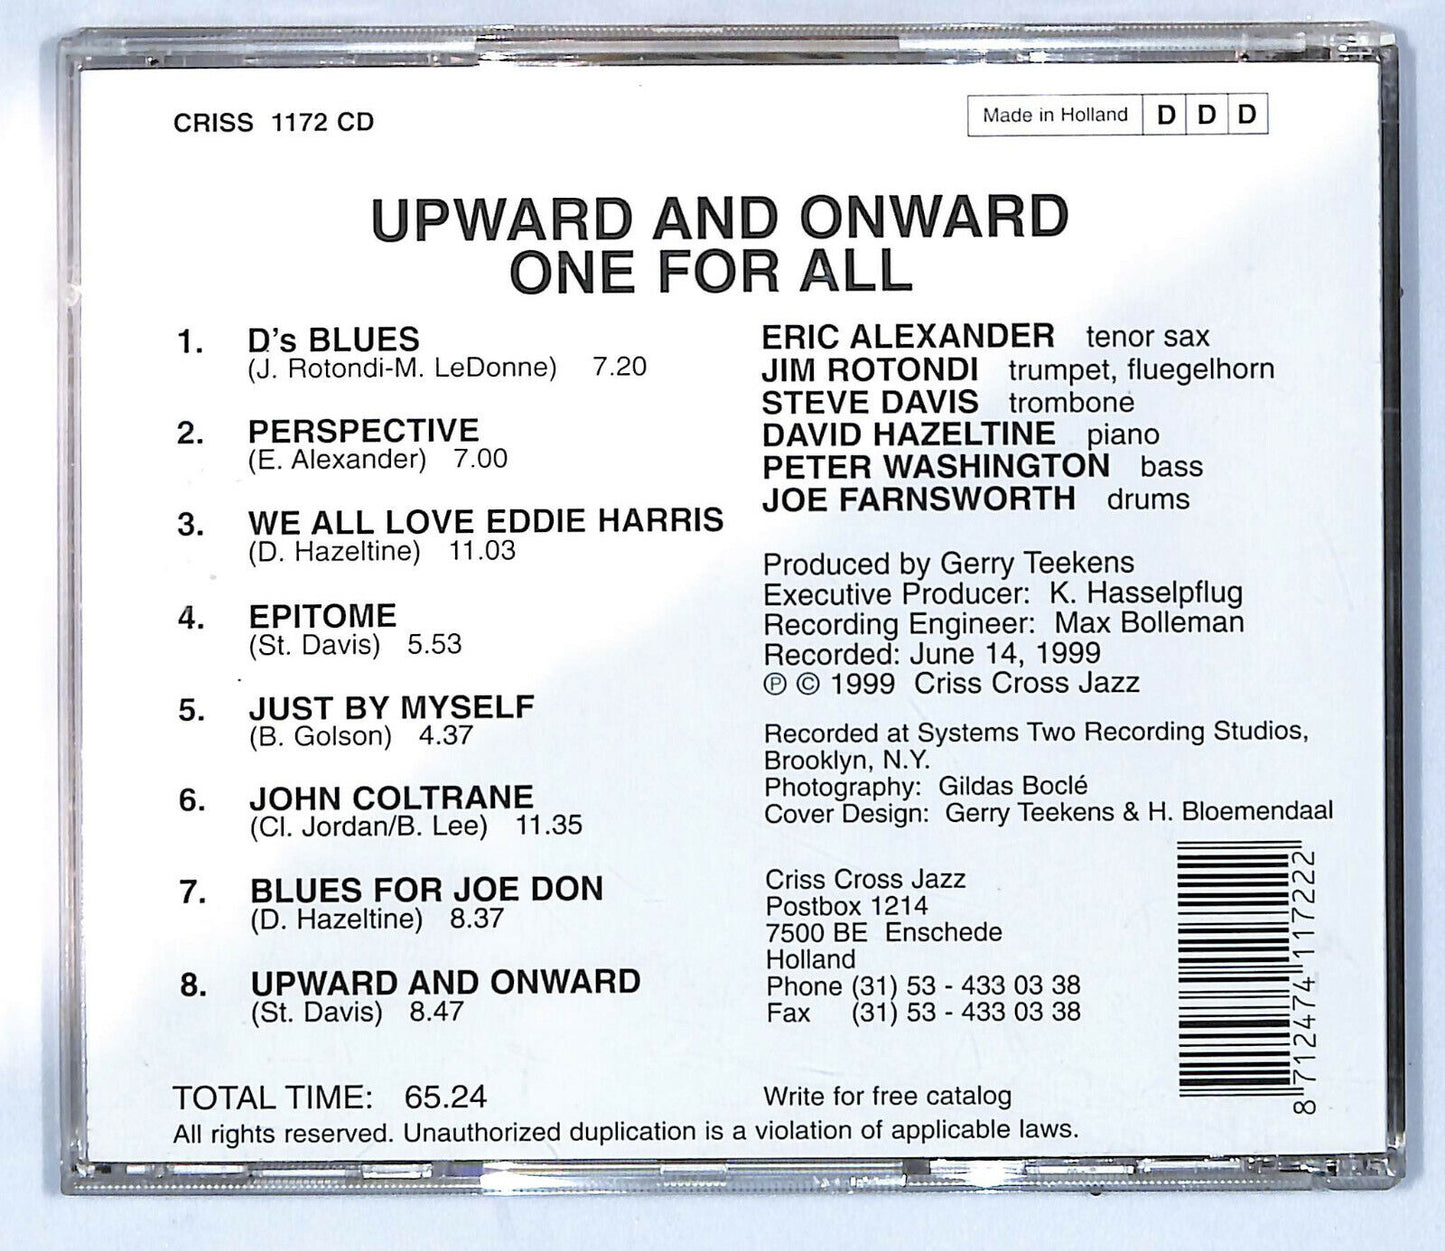 CRISS 1172 CD
Made in Holland D D D
UPWARD AND ONWARD
ONE FOR ALL
1. D's BLUES
(J. Rotondi-M. LeDonne) 7.20
2. PERSPECTIVE
(E. Alexander) 7.00
3. WE ALL LOVE EDDIE HARRIS
(D. Hazeltine) 11.03
4. EPITOME
(St. Davis) 5.53
5. JUST BY MYSELF
(B. Golson) 4.37
6. JOHN COLTRANE
(Cl. Jordan/B. Lee) 11.35
7. BLUES FOR JOE DON
(D. Hazeltine) 8.37
8. UPWARD AND ONWARD
(St. Davis) 8.47
TOTAL TIME: 65.24
ERIC ALEXANDER tenor sax
JIM ROTONDI trumpet, fluegelhorn
STEVE DAVIS trombone
DAVID HAZELTINE piano
PETER WASHINGTON bass
JOE FARNSWORTH drums
Produced by Gerry Teekens
Executive Producer: K. Hasselpflug
Recording Engineer: Max Bolleman
Recorded: June 14, 1999
℗ © 1999 Criss Cross Jazz
Recorded at Systems Two Recording Studios,
Brooklyn, N.Y.
Photography: Gildas Boclé
Cover Design: Gerry Teekens & H. Bloemendaal
Criss Cross Jazz
Postbox 1214
7500 BE Enschede
Holland
Phone (31) 53 - 433 03 38
Fax (31) 53 - 433 03 38
Write for free catalog
8 712474 117222
All rights reserved. Unauthorized duplication is a violation of applicable laws.